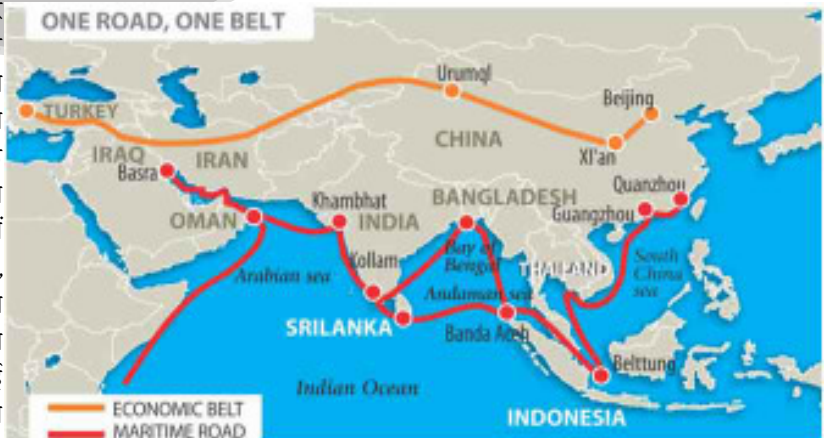 ONE ROAD, ONE BELT
Urumql
Beijing
TURKEY
CHINA
IRAQ
IRAN
XI'an
Basra
Quanzhou
Khambhat
BANGLADESH
Guangzhou
OMAN
INDIA
Bay of
Bengal
South
China
sea
Kollam
THAILAND
Arabian sea
Andaman sea
SRILANKA
Banda Aceh
Belttung
Indian Ocean
INDONESIA
ECONOMIC BELT
MARITIME ROAD